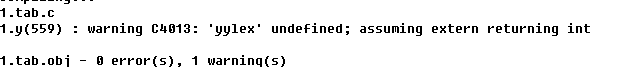 1.tab.c
1.y(559) : warning C4013: 'yylex' undefined; assuming extern returning int
1.tab.obj - 0 error(s), 1 warning(s)